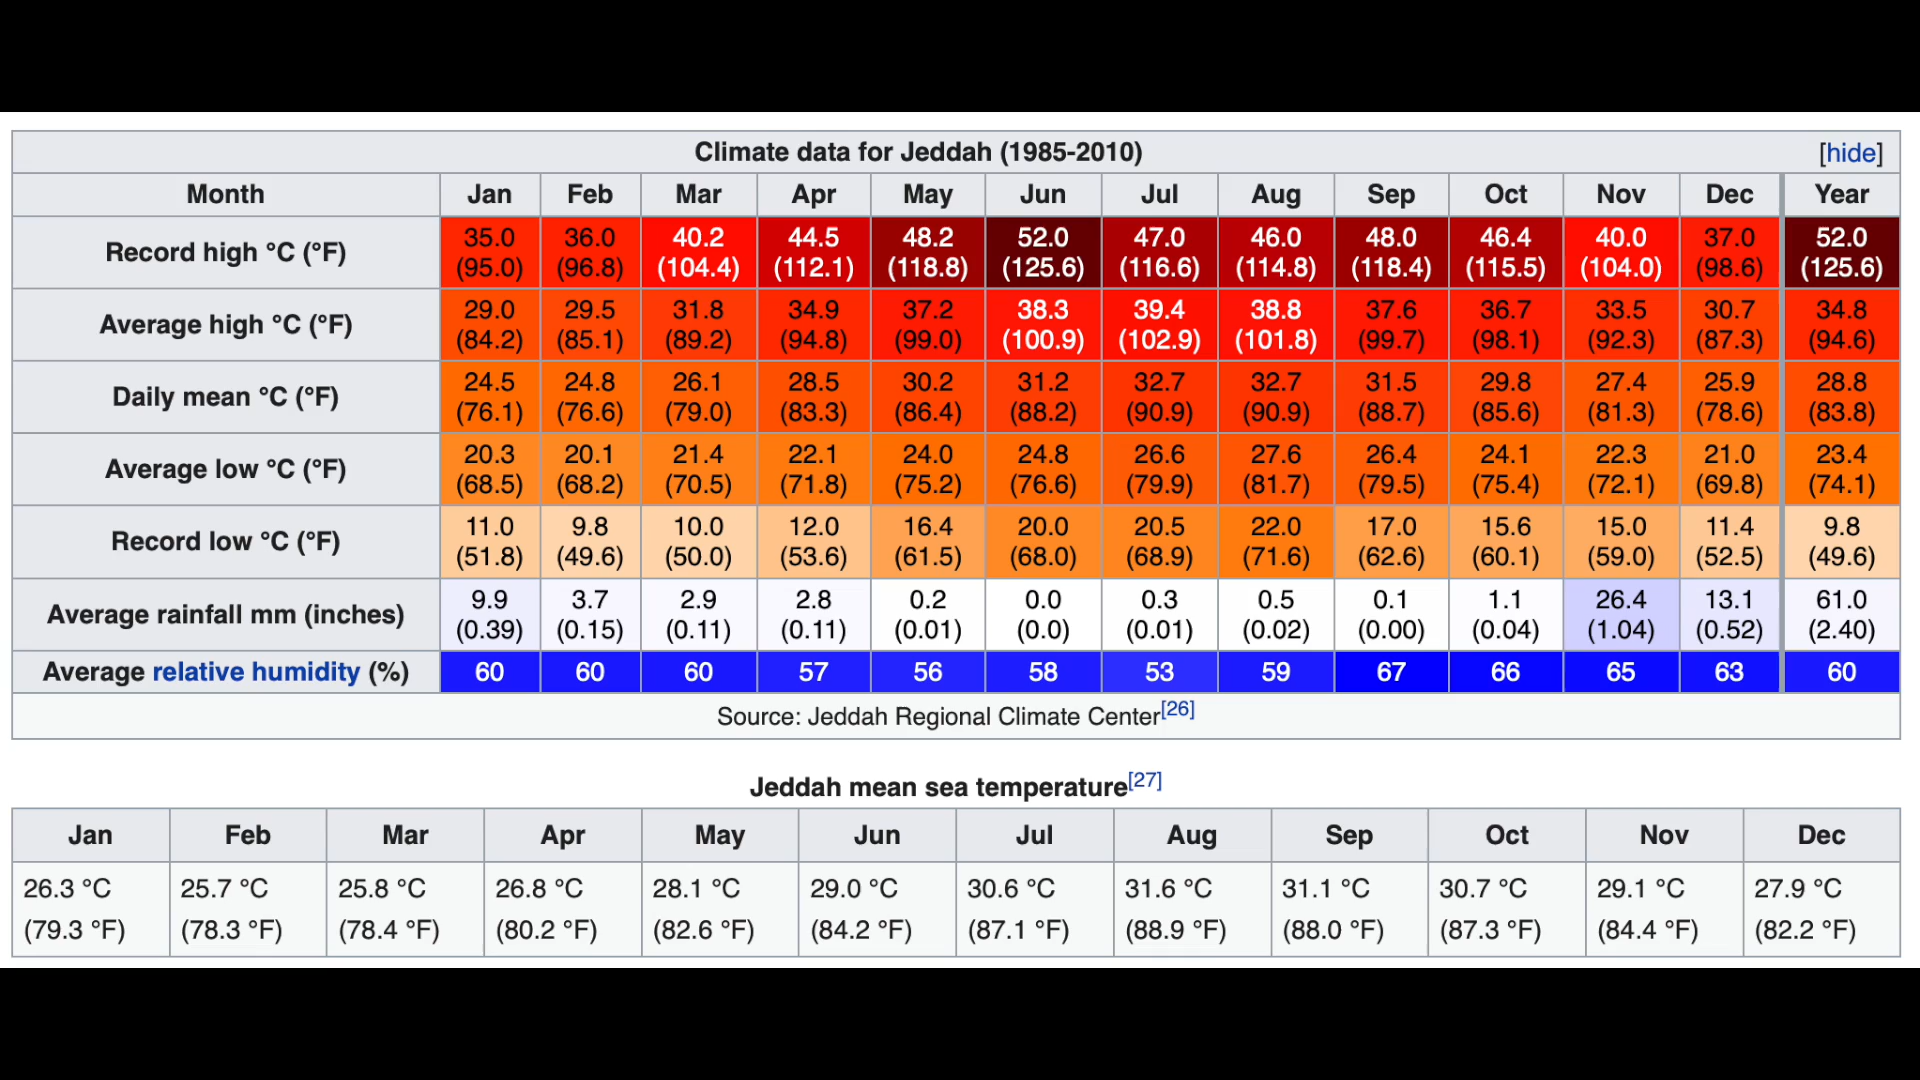 Climate data for Jeddah (1985-2010) [hide]
Month Jan Feb Mar Apr May Jun Jul Aug Sep Oct Nov Dec Year
Record high °C (°F) 35.0 (95.0) 36.0 (96.8) 40.2 (104.4) 44.5 (112.1) 48.2 (118.8) 52.0 (125.6) 47.0 (116.6) 46.0 (114.8) 48.0 (118.4) 46.4 (115.5) 40.0 (104.0) 37.0 (98.6) 52.0 (125.6)
Average high °C (°F) 29.0 (84.2) 29.5 (85.1) 31.8 (89.2) 34.9 (94.8) 37.2 (99.0) 38.3 (100.9) 39.4 (102.9) 38.8 (101.8) 37.6 (99.7) 36.7 (98.1) 33.5 (92.3) 30.7 (87.3) 34.8 (94.6)
Daily mean °C (°F) 24.5 (76.1) 24.8 (76.6) 26.1 (79.0) 28.5 (83.3) 30.2 (86.4) 31.2 (88.2) 32.7 (90.9) 32.7 (90.9) 31.5 (88.7) 29.8 (85.6) 27.4 (81.3) 25.9 (78.6) 28.8 (83.8)
Average low °C (°F) 20.3 (68.5) 20.1 (68.2) 21.4 (70.5) 22.1 (71.8) 24.0 (75.2) 24.8 (76.6) 26.6 (79.9) 27.6 (81.7) 26.4 (79.5) 24.1 (75.4) 22.3 (72.1) 21.0 (69.8) 23.4 (74.1)
Record low °C (°F) 11.0 (51.8) 9.8 (49.6) 10.0 (50.0) 12.0 (53.6) 16.4 (61.5) 20.0 (68.0) 20.5 (68.9) 22.0 (71.6) 17.0 (62.6) 15.6 (60.1) 15.0 (59.0) 11.4 (52.5) 9.8 (49.6)
Average rainfall mm (inches) 9.9 (0.39) 3.7 (0.15) 2.9 (0.11) 2.8 (0.11) 0.2 (0.01) 0.0 (0.0) 0.3 (0.01) 0.5 (0.02) 0.1 (0.00) 1.1 (0.04) 26.4 (1.04) 13.1 (0.52) 61.0 (2.40)
Average relative humidity (%) 60 60 60 57 56 58 53 59 67 66 65 63 60
Source: Jeddah Regional Climate Center[26]
Jeddah mean sea temperature[27]
Jan Feb Mar Apr May Jun Jul Aug Sep Oct Nov Dec
26.3 °C 25.7 °C 25.8 °C 26.8 °C 28.1 °C 29.0 °C 30.6 °C 31.6 °C 31.1 °C 30.7 °C 29.1 °C 27.9 °C
(79.3 °F) (78.3 °F) (78.4 °F) (80.2 °F) (82.6 °F) (84.2 °F) (87.1 °F) (88.9 °F) (88.0 °F) (87.3 °F) (84.4 °F) (82.2 °F)